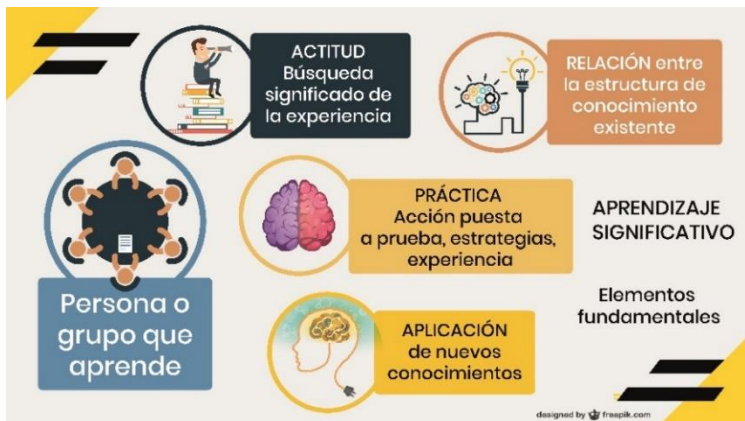 ACTITUD
Búsqueda
significado de
la experiencia
RELACIÓN entre
la estructura de
conocimiento
existente
Persona o
grupo que
aprende
PRÁCTICA
Acción puesta
a prueba, estrategias,
experiencia
APLICACIÓN
de nuevos
conocimientos
APRENDIZAJE
SIGNIFICATIVO
Elementos
fundamentales
designed by freepik.com